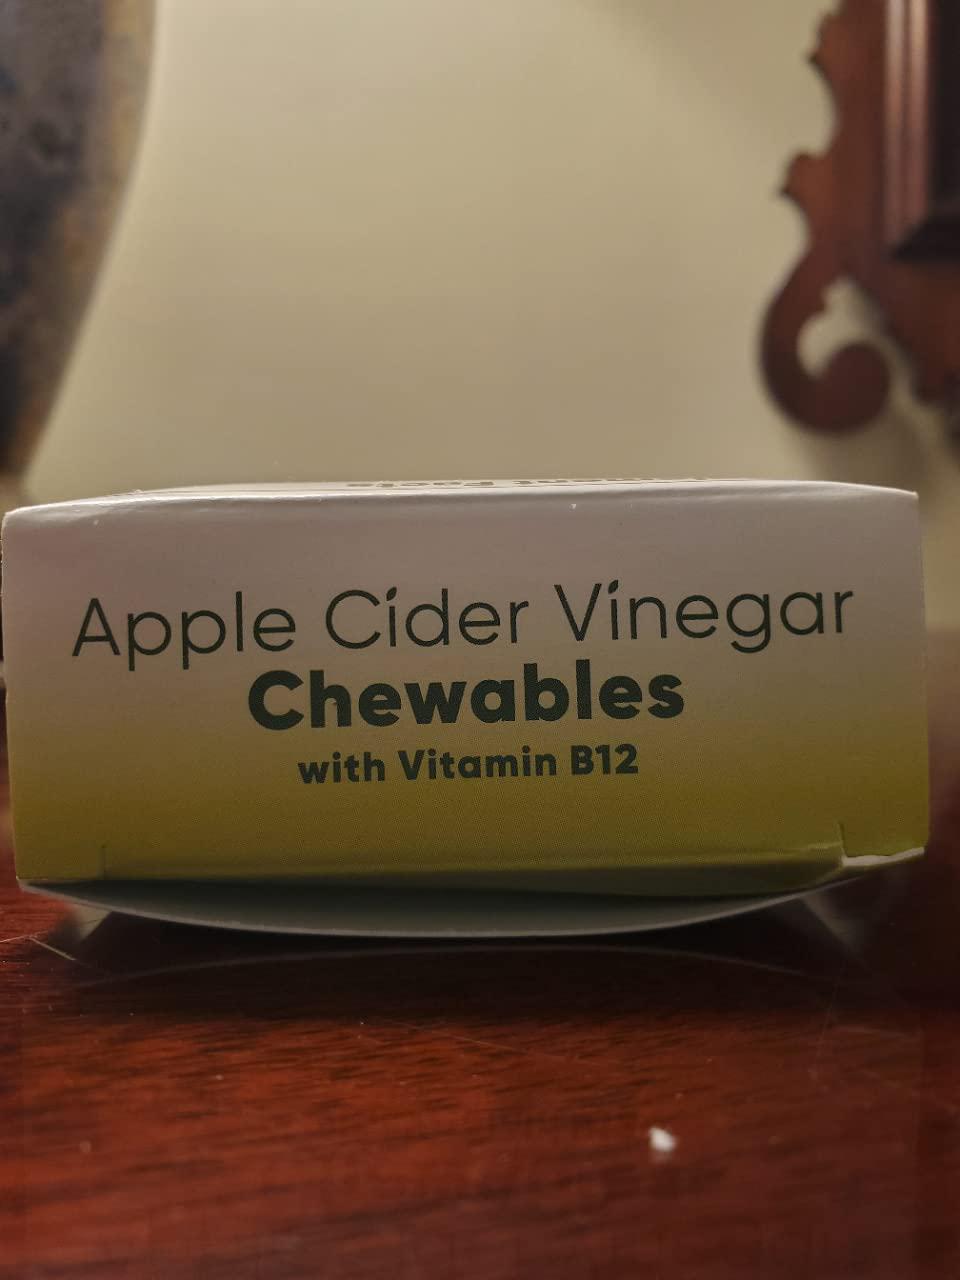 Apple Cider Vinegar
Chewables
with Vitamin B12